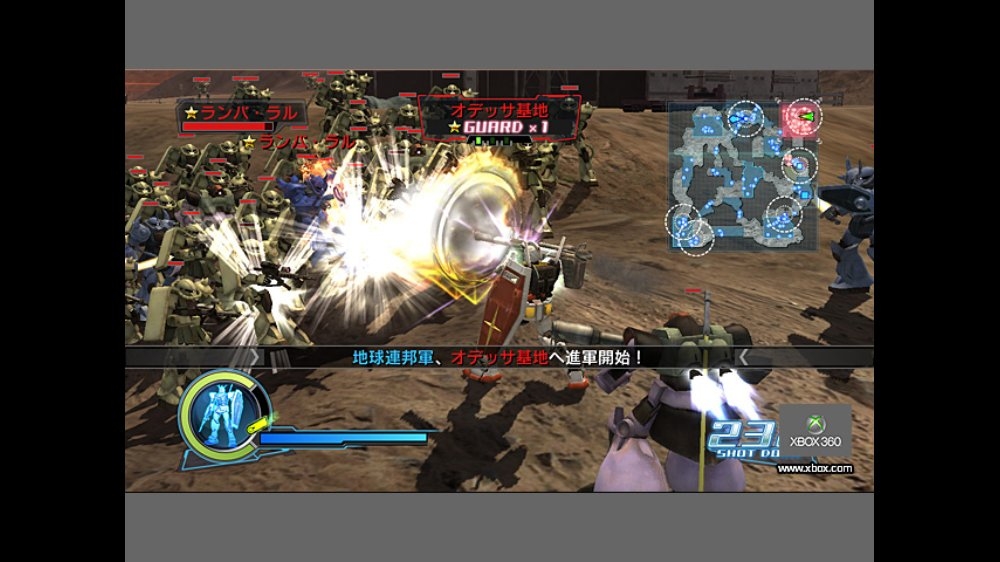 ★ランバ・ラル
オデッサ基地
★GUARD ×1
★ランバ・ラル
地球連邦軍、オデッサ基地へ進軍開始！
XBOX 360
www.xbox.com